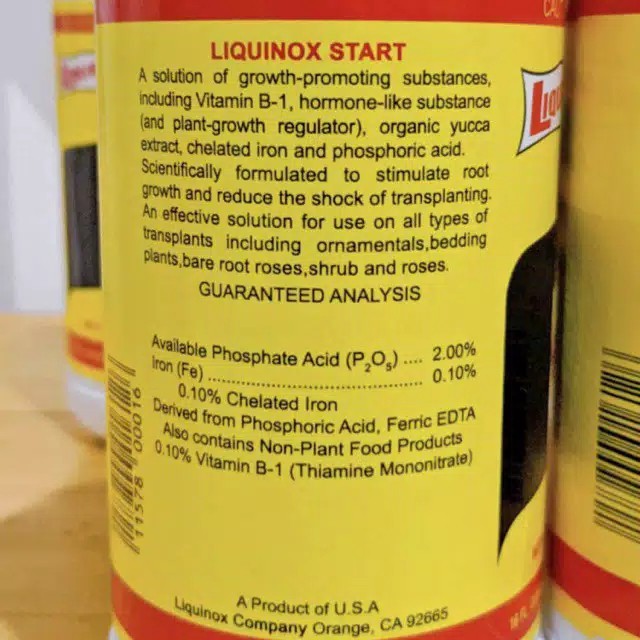 LIQUINOX START
A solution of growth-promoting substances,
including Vitamin B-1, hormone-like substance
(and plant-growth regulator), organic yucca
extract, chelated iron and phosphoric acid.
Scientifically formulated to stimulate root
growth and reduce the shock of transplanting.
An effective solution for use on all types of
transplants including ornamentals,bedding
plants,bare root roses,shrub and roses.
GUARANTEED ANALYSIS
Available Phosphate Acid (P₂O₅) .... 2.00%
Iron (Fe) ........................................ 0.10%
0.10% Chelated Iron
Derived from Phosphoric Acid, Ferric EDTA
Also contains Non-Plant Food Products
0.10% Vitamin B-1 (Thiamine Mononitrate)
11578 00016
A Product of U.S.A
Liquinox Company Orange, CA 92665